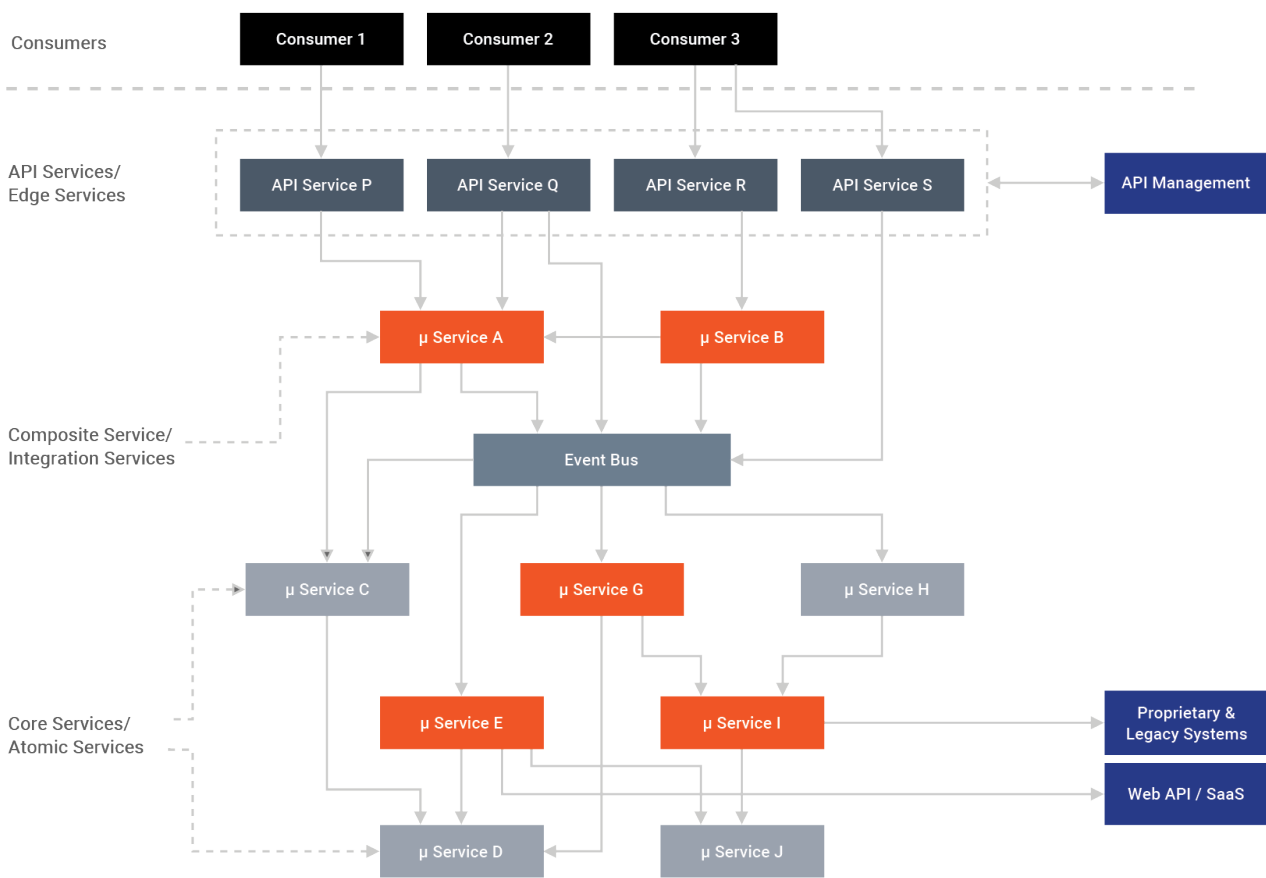 Consumers
Consumer 1
Consumer 2
Consumer 3
API Services/
Edge Services
API Service P
API Service Q
API Service R
API Service S
API Management
µ Service A
µ Service B
Composite Service/
Integration Services
Event Bus
µ Service C
µ Service G
µ Service H
Core Services/
Atomic Services
µ Service E
µ Service I
Proprietary &
Legacy Systems
Web API / SaaS
µ Service D
µ Service J